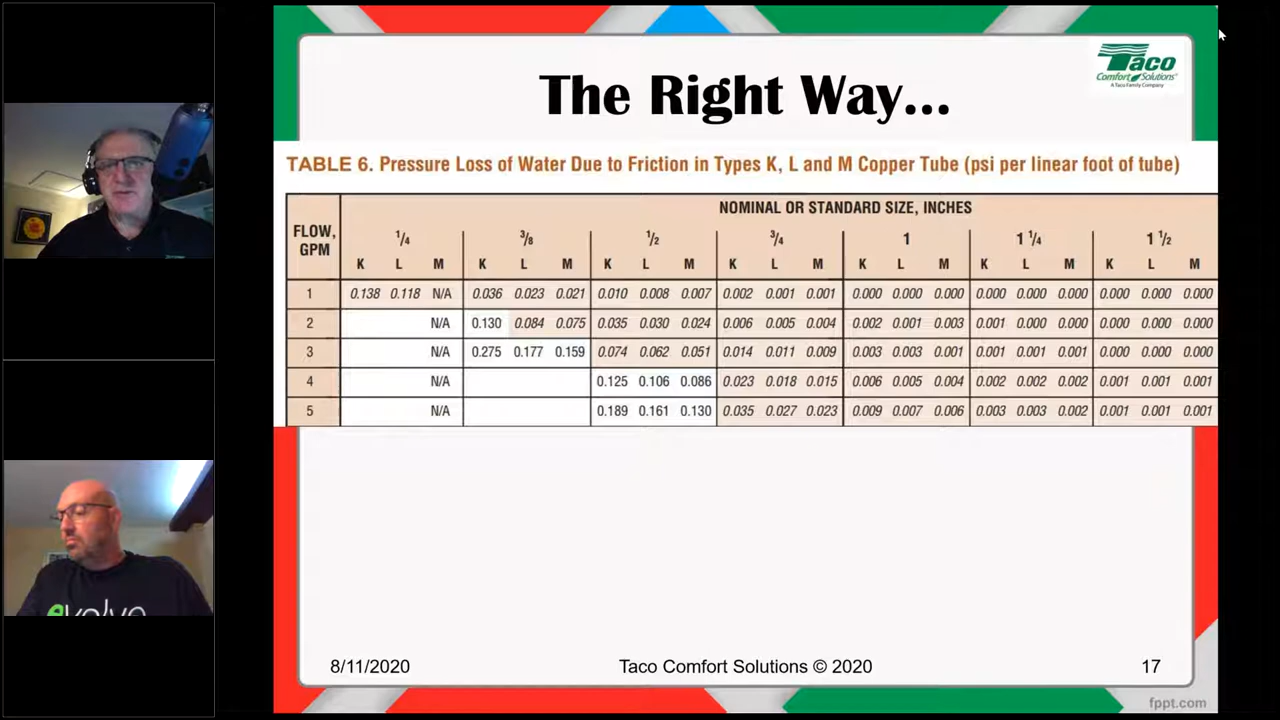 The Right Way...
Taco
Comfort Solutions
A Taco Family Company
TABLE 6. Pressure Loss of Water Due to Friction in Types K, L and M Copper Tube (psi per linear foot of tube)
FLOW, GPM
NOMINAL OR STANDARD SIZE, INCHES
1/4 3/8 1/2 3/4 1 1 1/4 1 1/2
K L M K L M K L M K L M K L M K L M K L M
1 0.138 0.118 N/A 0.036 0.023 0.021 0.010 0.008 0.007 0.002 0.001 0.001 0.000 0.000 0.000 0.000 0.000 0.000 0.000 0.000 0.000
2 N/A 0.130 0.084 0.075 0.035 0.030 0.024 0.006 0.005 0.004 0.002 0.001 0.003 0.001 0.000 0.000 0.000 0.000 0.000
3 N/A 0.275 0.177 0.159 0.074 0.062 0.051 0.014 0.011 0.009 0.003 0.003 0.001 0.001 0.001 0.001 0.000 0.000 0.000
4 N/A 0.125 0.106 0.086 0.023 0.018 0.015 0.006 0.005 0.004 0.002 0.002 0.002 0.001 0.001 0.001
5 N/A 0.189 0.161 0.130 0.035 0.027 0.023 0.009 0.007 0.006 0.003 0.003 0.002 0.001 0.001 0.001
evolve
8/11/2020 Taco Comfort Solutions © 2020 17
fppt.com